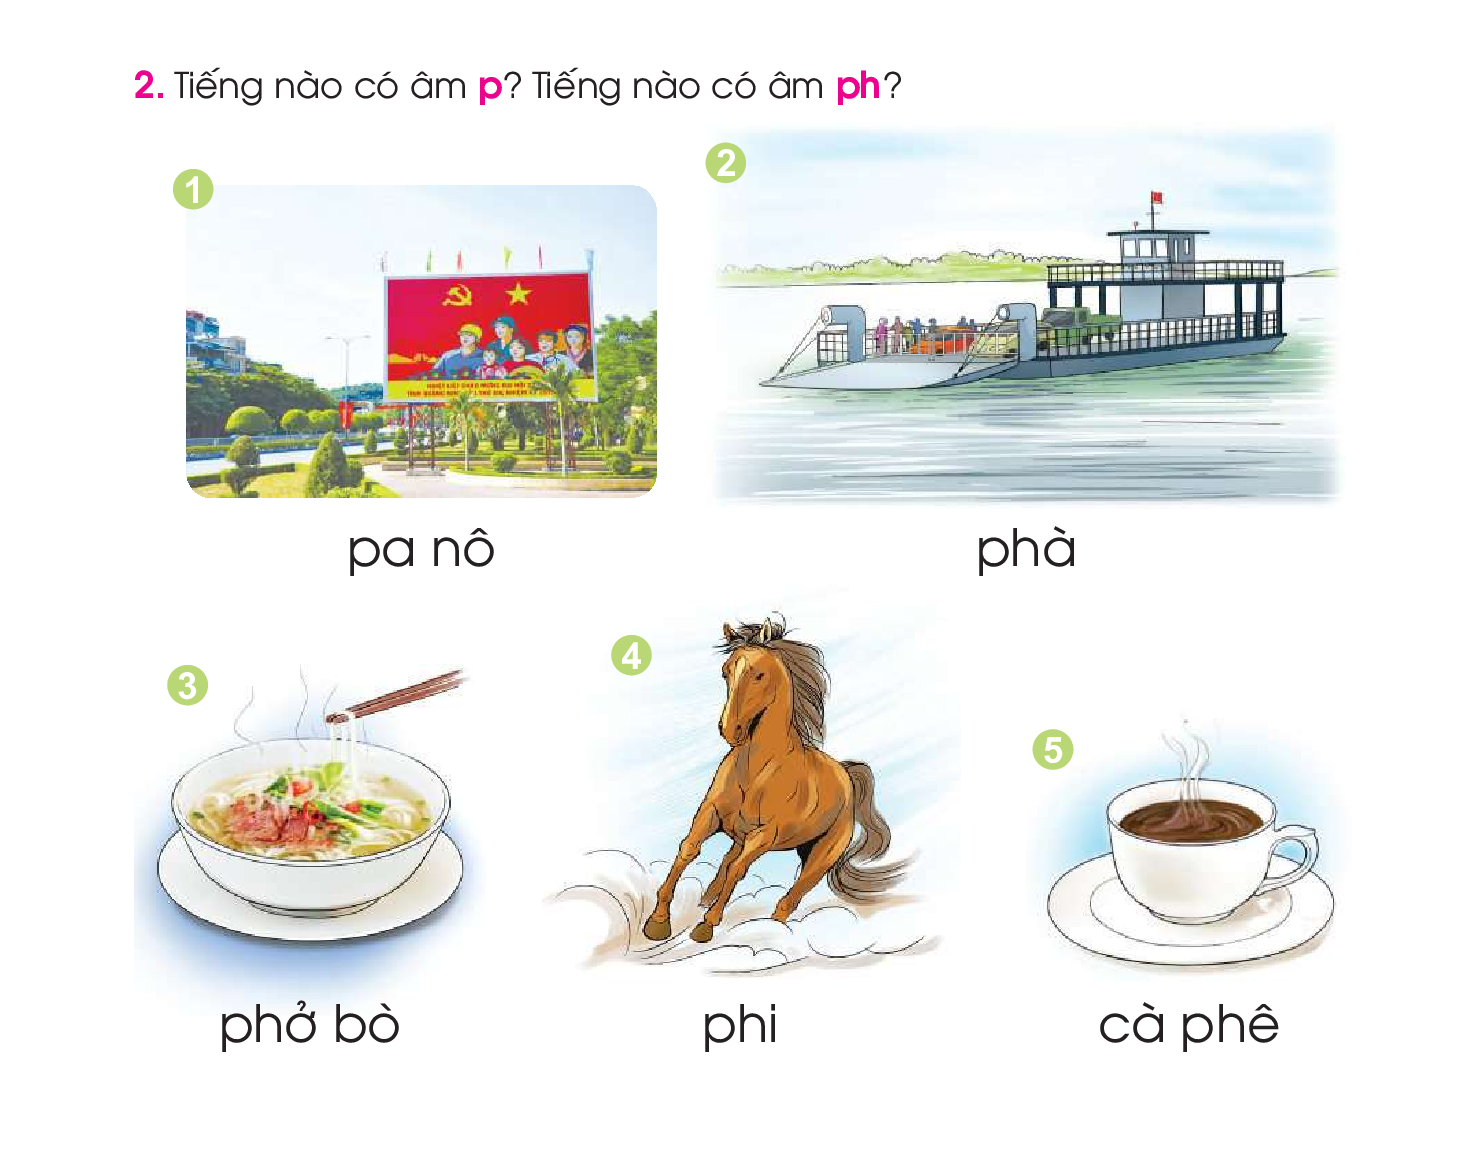 2. Tiếng nào có âm p? Tiếng nào có âm ph?
1
2
pa nô
phà
3
4
5
phở bò
phi
cà phê